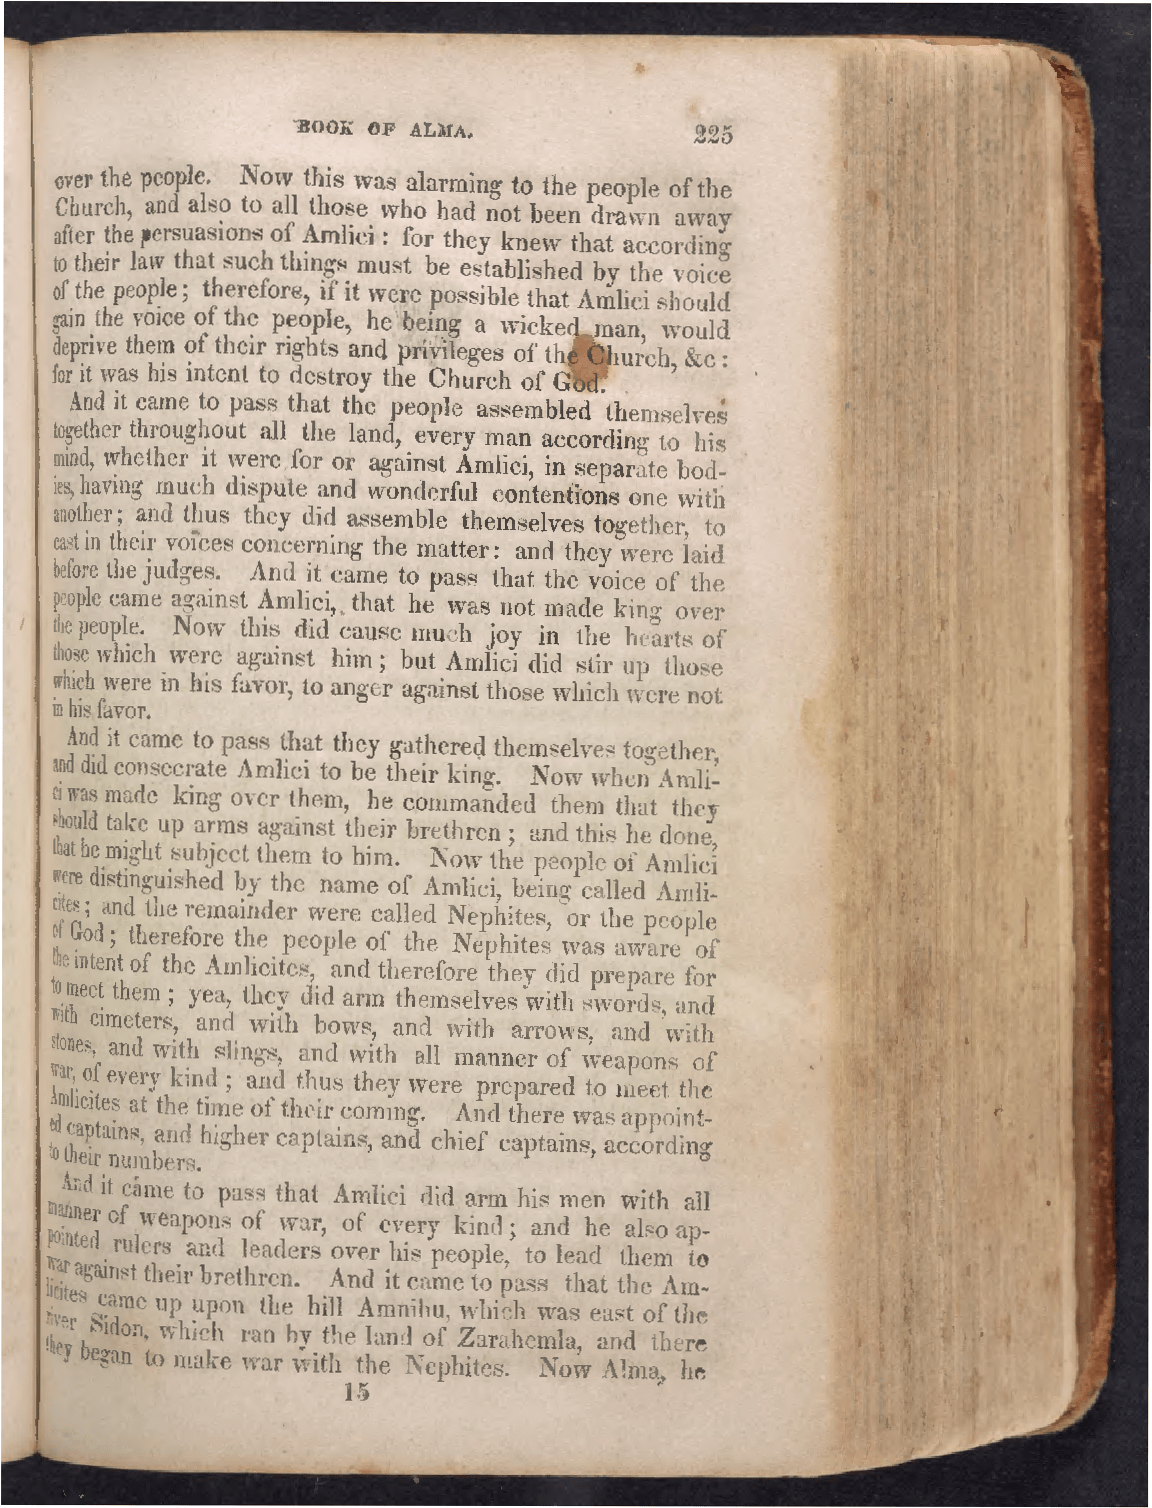 BOOK OF ALMA. 225
over the people. Now this was alarming to the people of the
Church, and also to all those who had not been drawn away
after the persuasions of Amlici: for they knew that according
to their law that such things must be established by the voice
of the people; therefore, if it were possible that Amlici should
gain the voice of the people, he being a wicked man, would
deprive them of their rights and privileges of the Church, &c:
for it was his intent to destroy the Church of God.
And it came to pass that the people assembled themselves
together throughout all the land, every man according to his
mind, whether it were for or against Amlici, in separate bod-
ies, having much dispute and wonderful contentions one with
another; and thus they did assemble themselves together, to
cast in their voices concerning the matter: and they were laid
before the judges. And it came to pass that the voice of the
people came against Amlici, that he was not made king over
the people. Now this did cause much joy in the hearts of
those which were against him; but Amlici did stir up those
which were in his favor, to anger against those which were not
in his favor.
And it came to pass that they gathered themselves together,
and did consecrate Amlici to be their king. Now when Amli-
ci was made king over them, he commanded them that they
should take up arms against their brethren; and this he done,
that he might subject them to him. Now the people of Amlici
were distinguished by the name of Amlici, being called Amli-
cites; and the remainder were called Nephites, or the people
of God; therefore the people of the Nephites was aware of
the intent of the Amlicites, and therefore they did prepare for
to meet them; yea, they did arm themselves with swords, and
with cimeters, and with bows, and with arrows, and with
stones, and with slings, and with all manner of weapons of
war, of every kind; and thus they were prepared to meet the
Amlicites at the time of their coming. And there was appoint-
ed captains, and higher captains, and chief captains, according
to their numbers.
And it came to pass that Amlici did arm his men with all
manner of weapons of war, of every kind; and he also ap-
pointed rulers and leaders over his people, to lead them to
war against their brethren. And it came to pass that the Am-
licites came up upon the hill Amnihu, which was east of the
river Sidon, which ran by the land of Zarahemla, and there
they began to make war with the Nephites. Now Alma, he
15